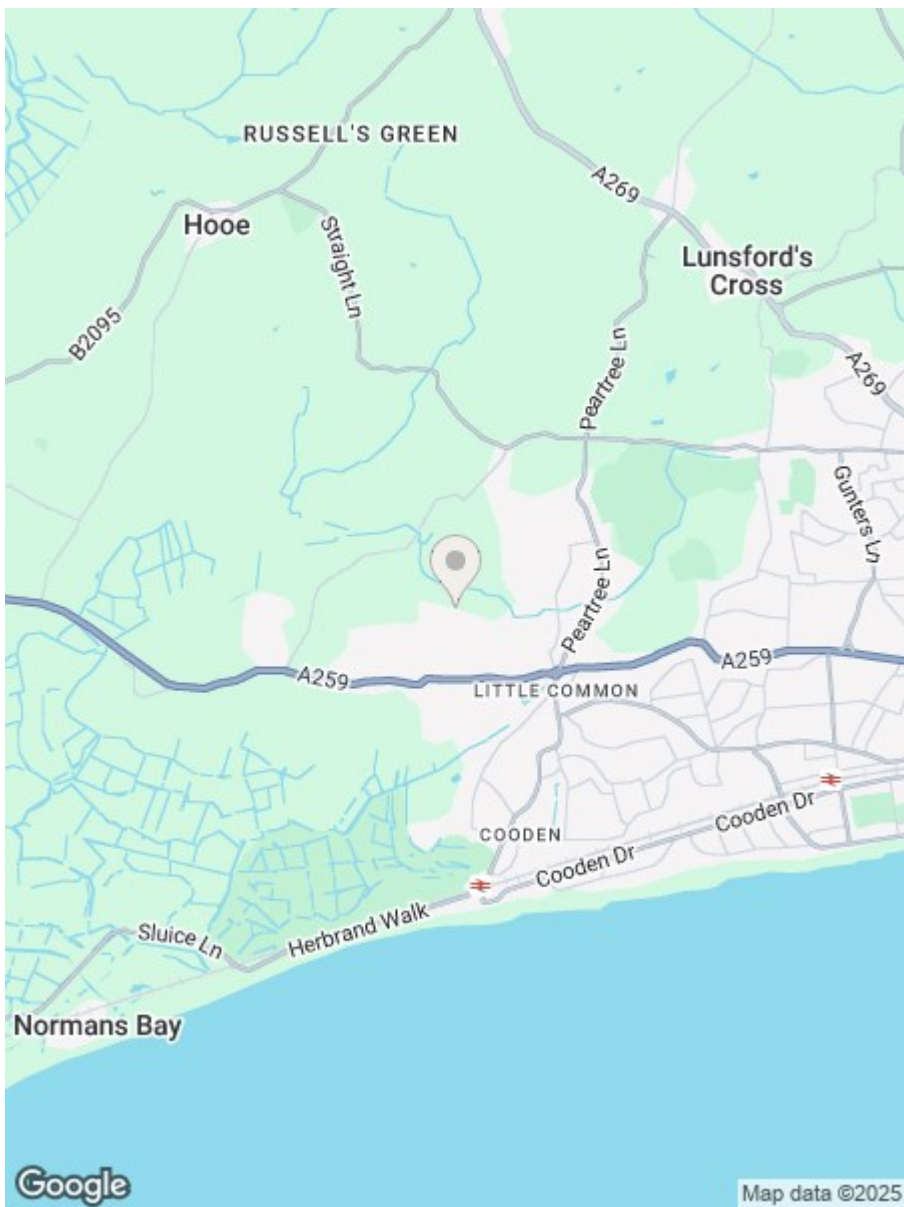 RUSSELL'S GREEN
A269
Hooe
Straight Ln
Lunsford's
Cross
B2095
Peartree Ln
A269
Gunters Ln
Peartree Ln
A259
A259
LITTLE COMMON
Cooden Dr
COODEN
Cooden Dr
Herbrand Walk
Sluice Ln
Normans Bay
Google
Map data ©2025